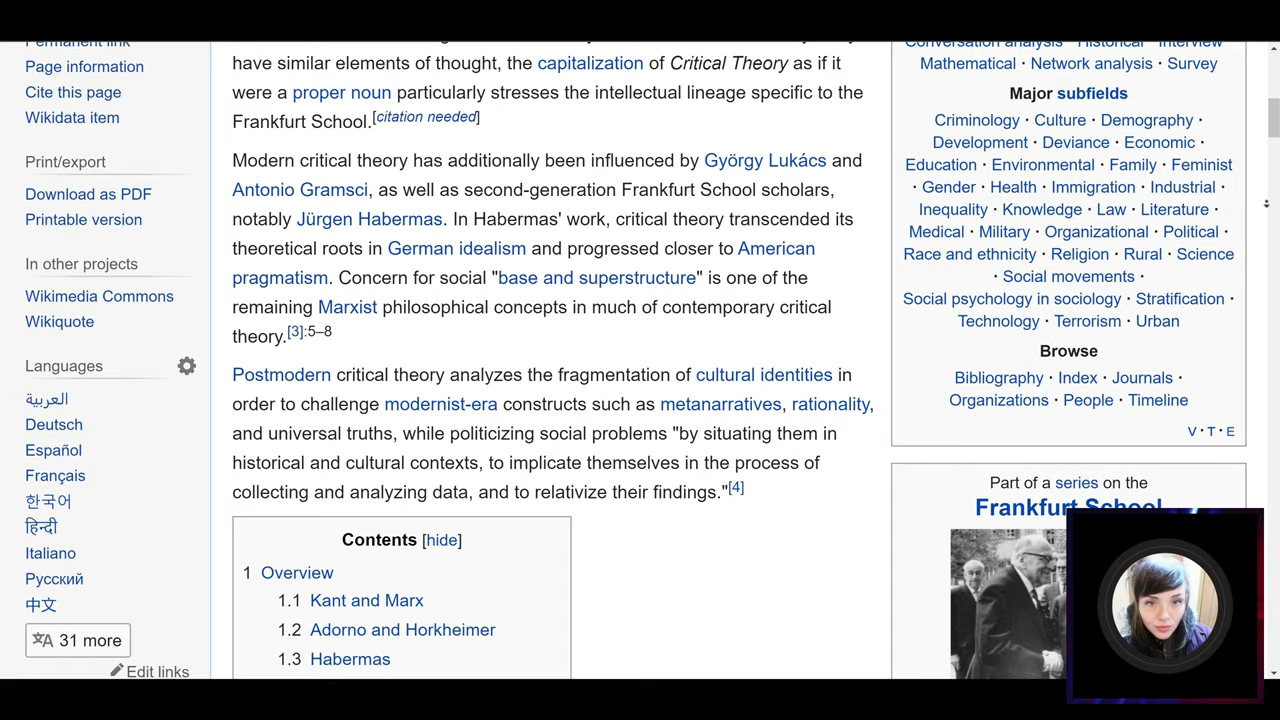 Permanent link
Page information
Cite this page
Wikidata item
Print/export
Download as PDF
Printable version
In other projects
Wikimedia Commons
Wikiquote
Languages
العربية
Deutsch
Español
Français
한국어
हिन्दी
Italiano
Русский
中文
31 more
Edit links
have similar elements of thought, the capitalization of Critical Theory as if it
were a proper noun particularly stresses the intellectual lineage specific to the
Frankfurt School.[citation needed]
Modern critical theory has additionally been influenced by György Lukács and
Antonio Gramsci, as well as second-generation Frankfurt School scholars,
notably Jürgen Habermas. In Habermas' work, critical theory transcended its
theoretical roots in German idealism and progressed closer to American
pragmatism. Concern for social "base and superstructure" is one of the
remaining Marxist philosophical concepts in much of contemporary critical
theory.[3]:5–8
Postmodern critical theory analyzes the fragmentation of cultural identities in
order to challenge modernist-era constructs such as metanarratives, rationality,
and universal truths, while politicizing social problems "by situating them in
historical and cultural contexts, to implicate themselves in the process of
collecting and analyzing data, and to relativize their findings."[4]
Contents [hide]
1 Overview
1.1 Kant and Marx
1.2 Adorno and Horkheimer
1.3 Habermas
Conversation analysis · Historical · Interview
Mathematical · Network analysis · Survey
Major subfields
Criminology · Culture · Demography ·
Development · Deviance · Economic ·
Education · Environmental · Family · Feminist
· Gender · Health · Immigration · Industrial ·
Inequality · Knowledge · Law · Literature ·
Medical · Military · Organizational · Political ·
Race and ethnicity · Religion · Rural · Science
· Social movements ·
Social psychology in sociology · Stratification ·
Technology · Terrorism · Urban
Browse
Bibliography · Index · Journals ·
Organizations · People · Timeline
V · T · E
Part of a series on the
Frankfurt School